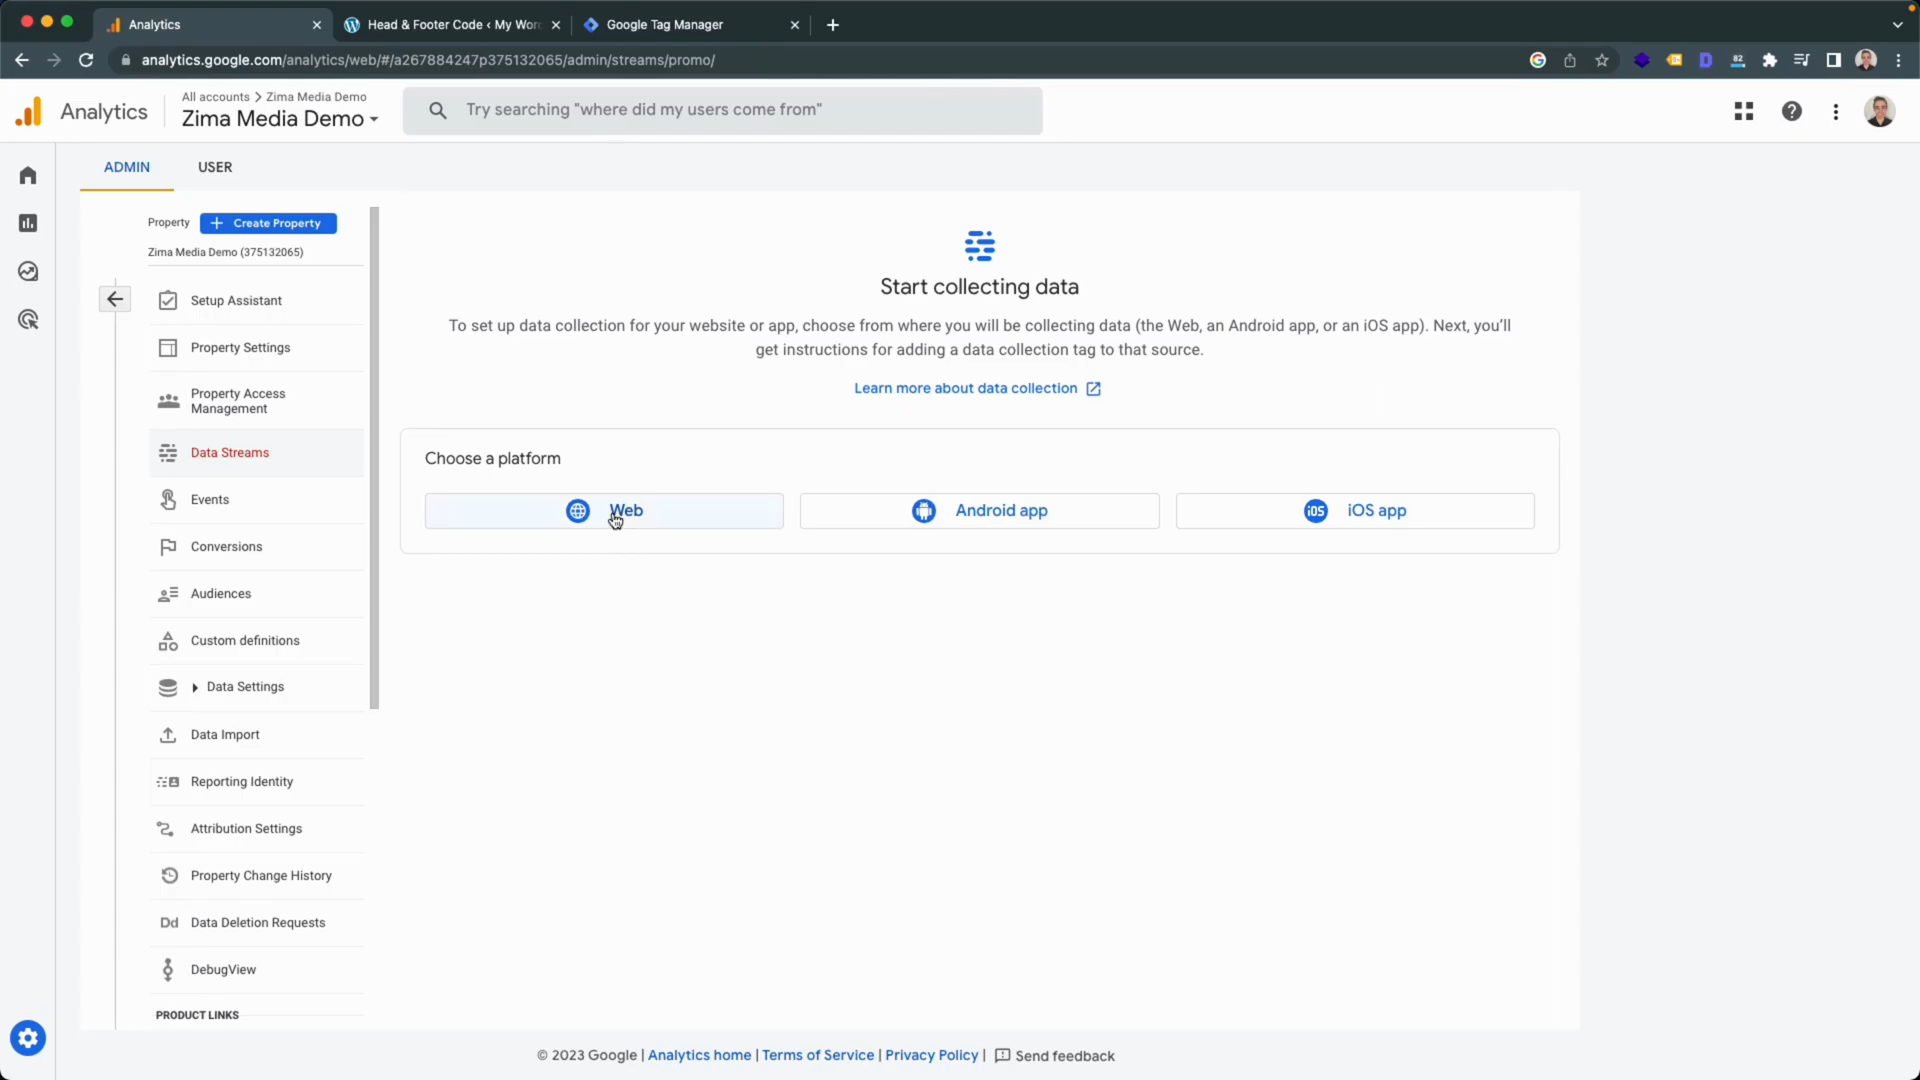 Analytics
Head & Footer Code ‹ My Wor
Google Tag Manager
analytics.google.com/analytics/web/#/a267884247p375132065/admin/streams/promo/
82
Analytics
All accounts > Zima Media Demo
Zima Media Demo
Try searching "where did my users come from"
ADMIN
USER
Property
Create Property
Zima Media Demo (375132065)
Setup Assistant
Property Settings
Property Access
Management
Data Streams
Events
Conversions
Audiences
Custom definitions
Data Settings
Data Import
Reporting Identity
Attribution Settings
Property Change History
Dd Data Deletion Requests
DebugView
PRODUCT LINKS
Start collecting data
To set up data collection for your website or app, choose from where you will be collecting data (the Web, an Android app, or an iOS app). Next, you’ll
get instructions for adding a data collection tag to that source.
Learn more about data collection
Choose a platform
Web
Android app
iOS iOS app
© 2023 Google | Analytics home | Terms of Service | Privacy Policy | Send feedback